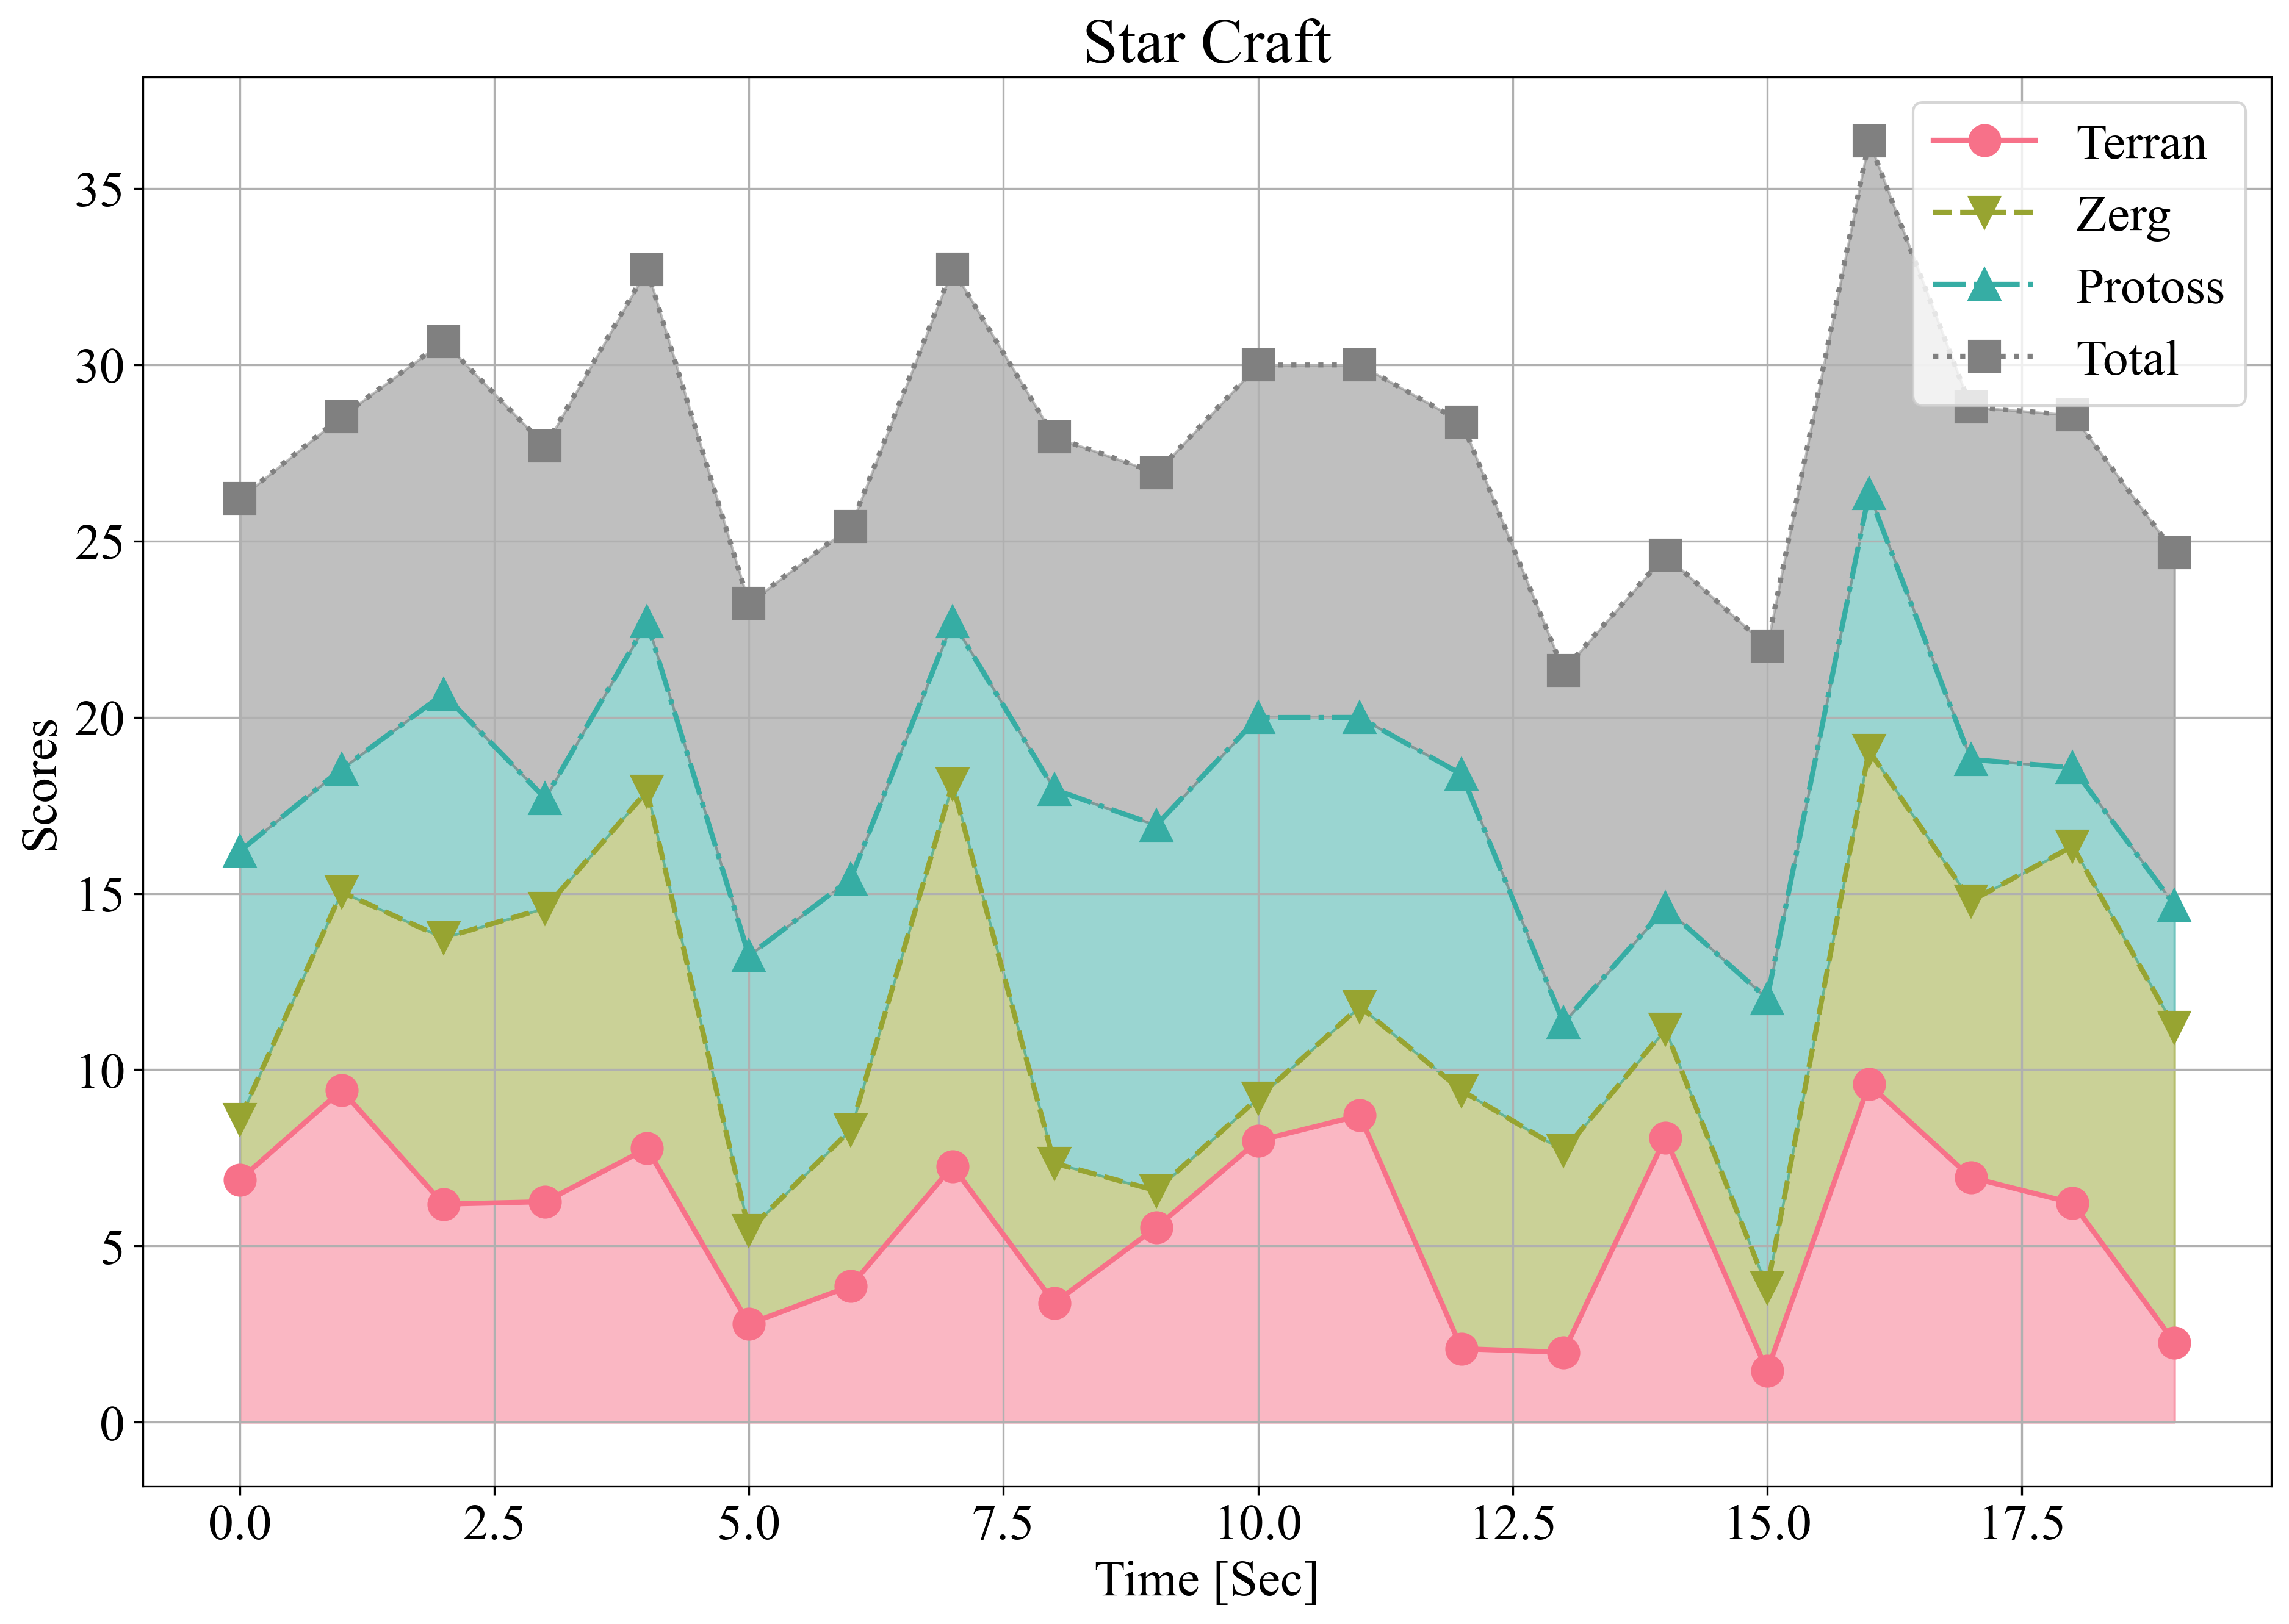 Star Craft
Terran
Zerg
Protoss
Total
35
30
25
20
15
10
5
0
Scores
0.0 2.5 5.0 7.5 10.0 12.5 15.0 17.5
Time [Sec]